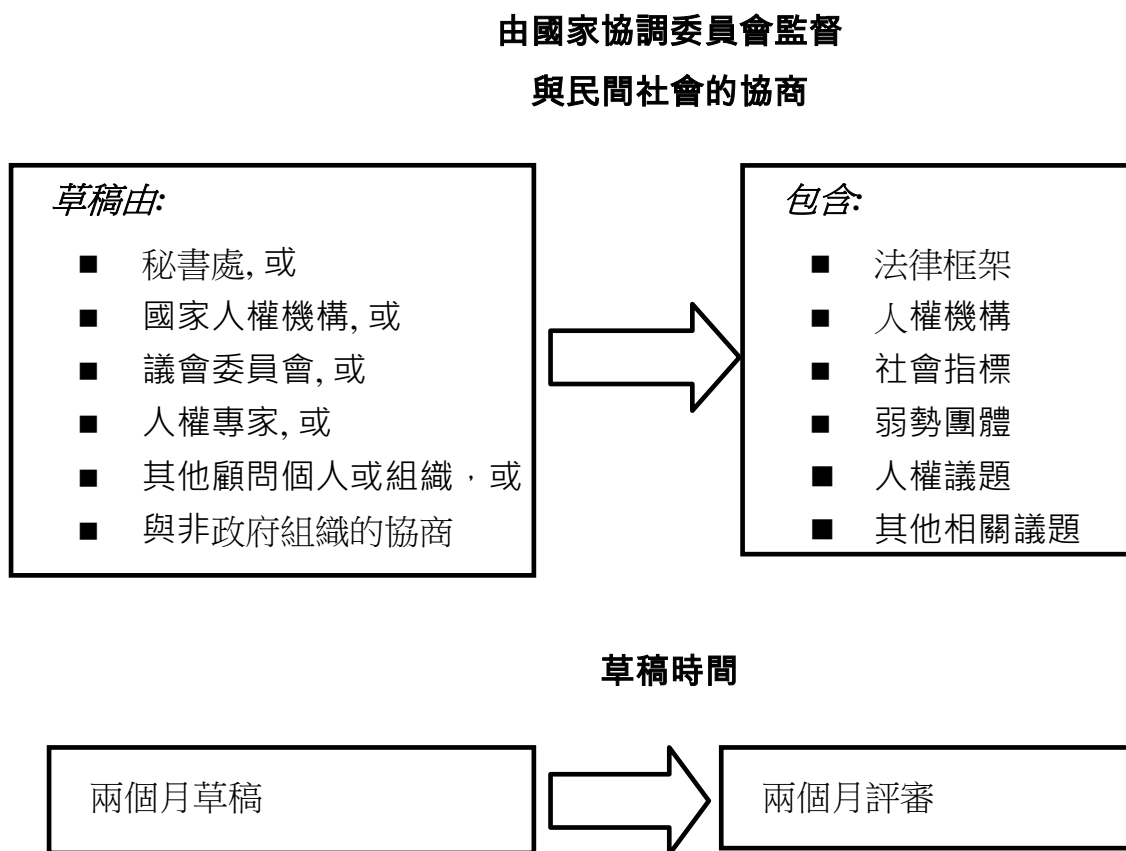 由國家協調委員會監督
與民間社會的協商
草稿由:
■ 秘書處, 或
■ 國家人權機構, 或
■ 議會委員會, 或
■ 人權專家, 或
■ 其他顧問個人或組織，或
■ 與非政府組織的協商
包含:
■ 法律框架
■ 人權機構
■ 社會指標
■ 弱勢團體
■ 人權議題
■ 其他相關議題
草稿時間
兩個月草稿
兩個月評審